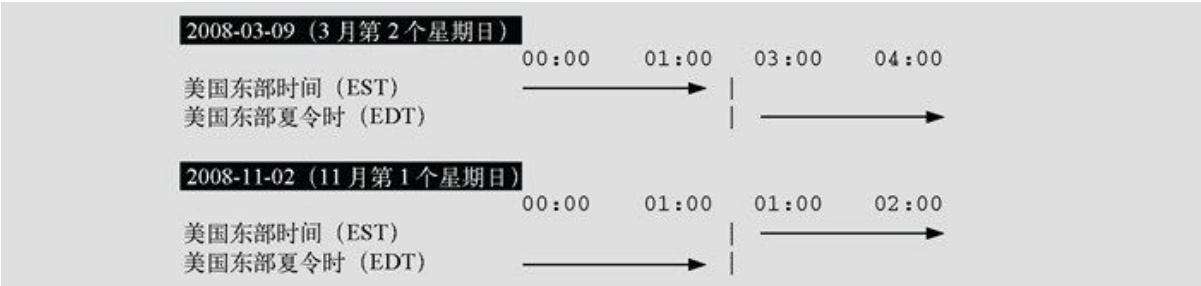 2008-03-09（3 月第 2 个星期日）
00:00 01:00 03:00 04:00
美国东部时间（EST）
美国东部夏令时（EDT）
2008-11-02（11 月第 1 个星期日）
00:00 01:00 01:00 02:00
美国东部时间（EST）
美国东部夏令时（EDT）